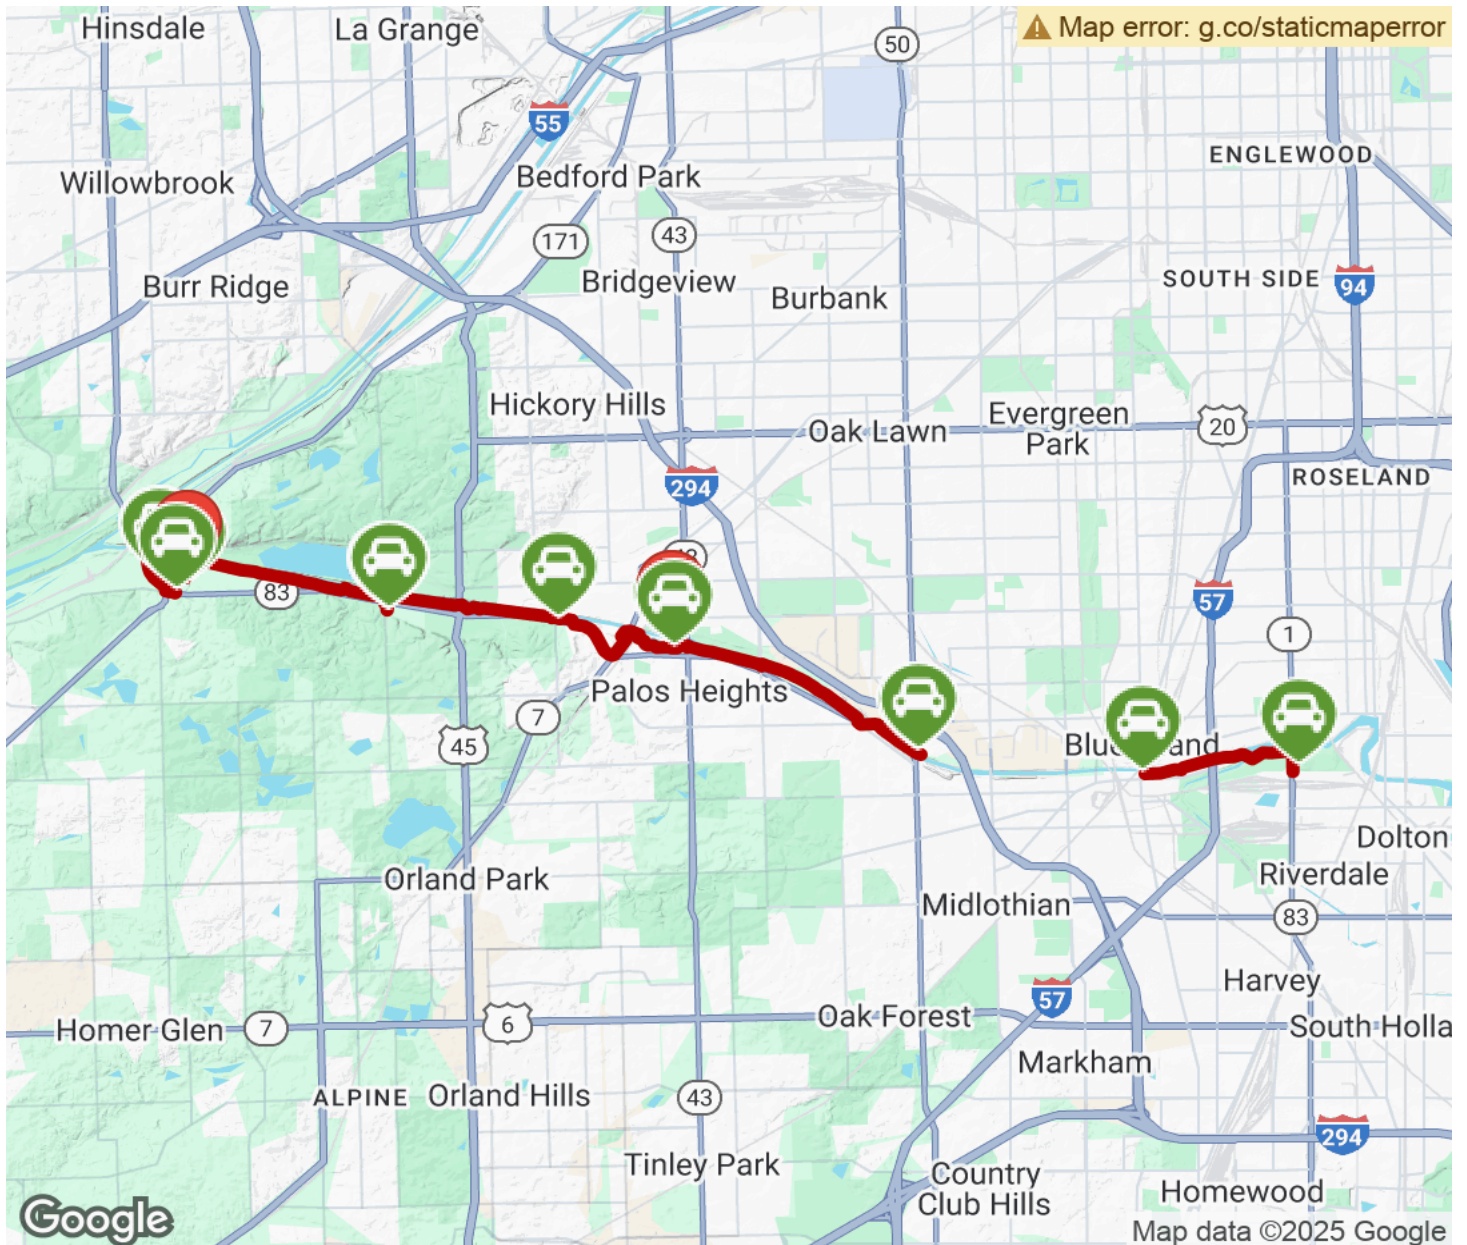 Hinsdale
La Grange
50
Map error: g.co/staticmaperror
55
ENGLEWOOD
Willowbrook
Bedford Park
171
43
Burr Ridge
Bridgeview
Burbank
SOUTH SIDE
94
Hickory Hills
Oak Lawn
Evergreen
Park
20
ROSELAND
294
83
57
1
Palos Heights
7
45
Dolton
Orland Park
Riverdale
Midlothian
83
Harvey
57
Homer Glen
7
6
Oak Forest
South Holla
Markham
ALPINE
Orland Hills
43
294
Tinley Park
Country
Club Hills
Homewood
Google
Map data ©2025 Google